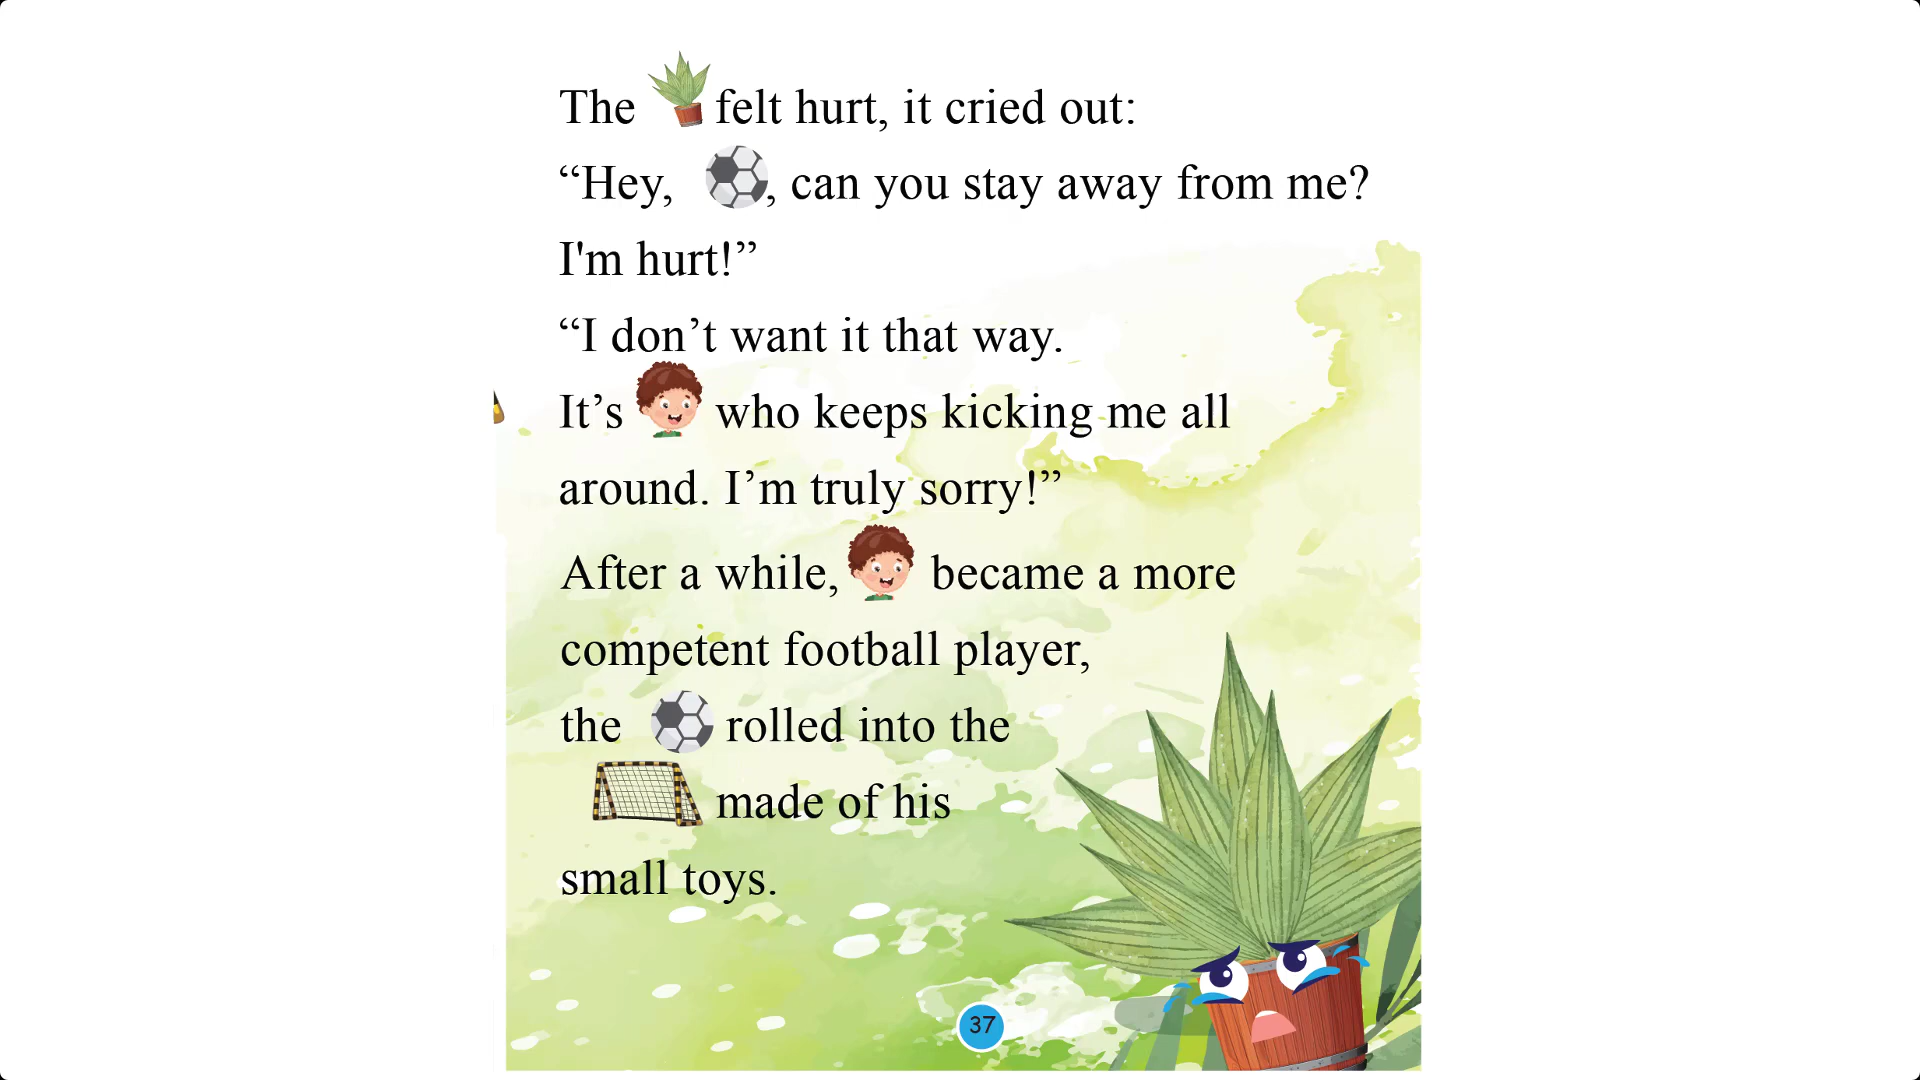 The felt hurt, it cried out:
“Hey, , can you stay away from me?
I'm hurt!”
“I don’t want it that way.
It’s who keeps kicking me all
around. I’m truly sorry!”
After a while, became a more
competent football player,
the rolled into the
made of his
small toys.
37